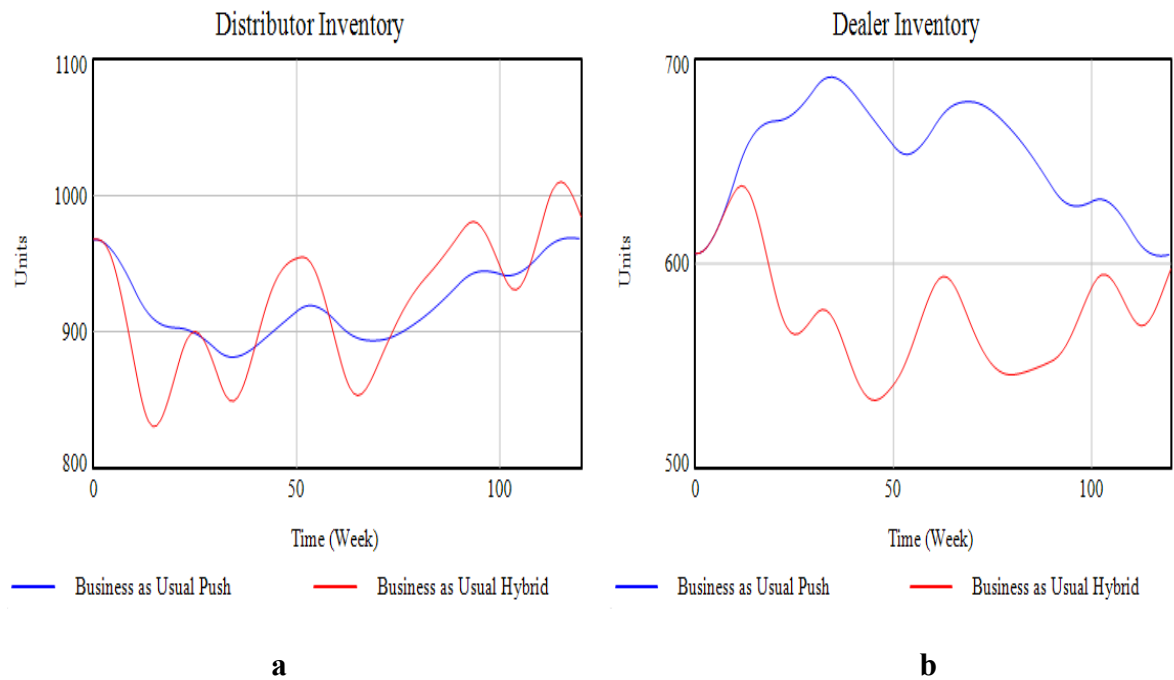 Distributor Inventory
1100
1000
900
800
Units
0 50 100
Time (Week)
Business as Usual Push Business as Usual Hybrid
a
Dealer Inventory
700
600
500
Units
0 50 100
Time (Week)
Business as Usual Push Business as Usual Hybrid
b